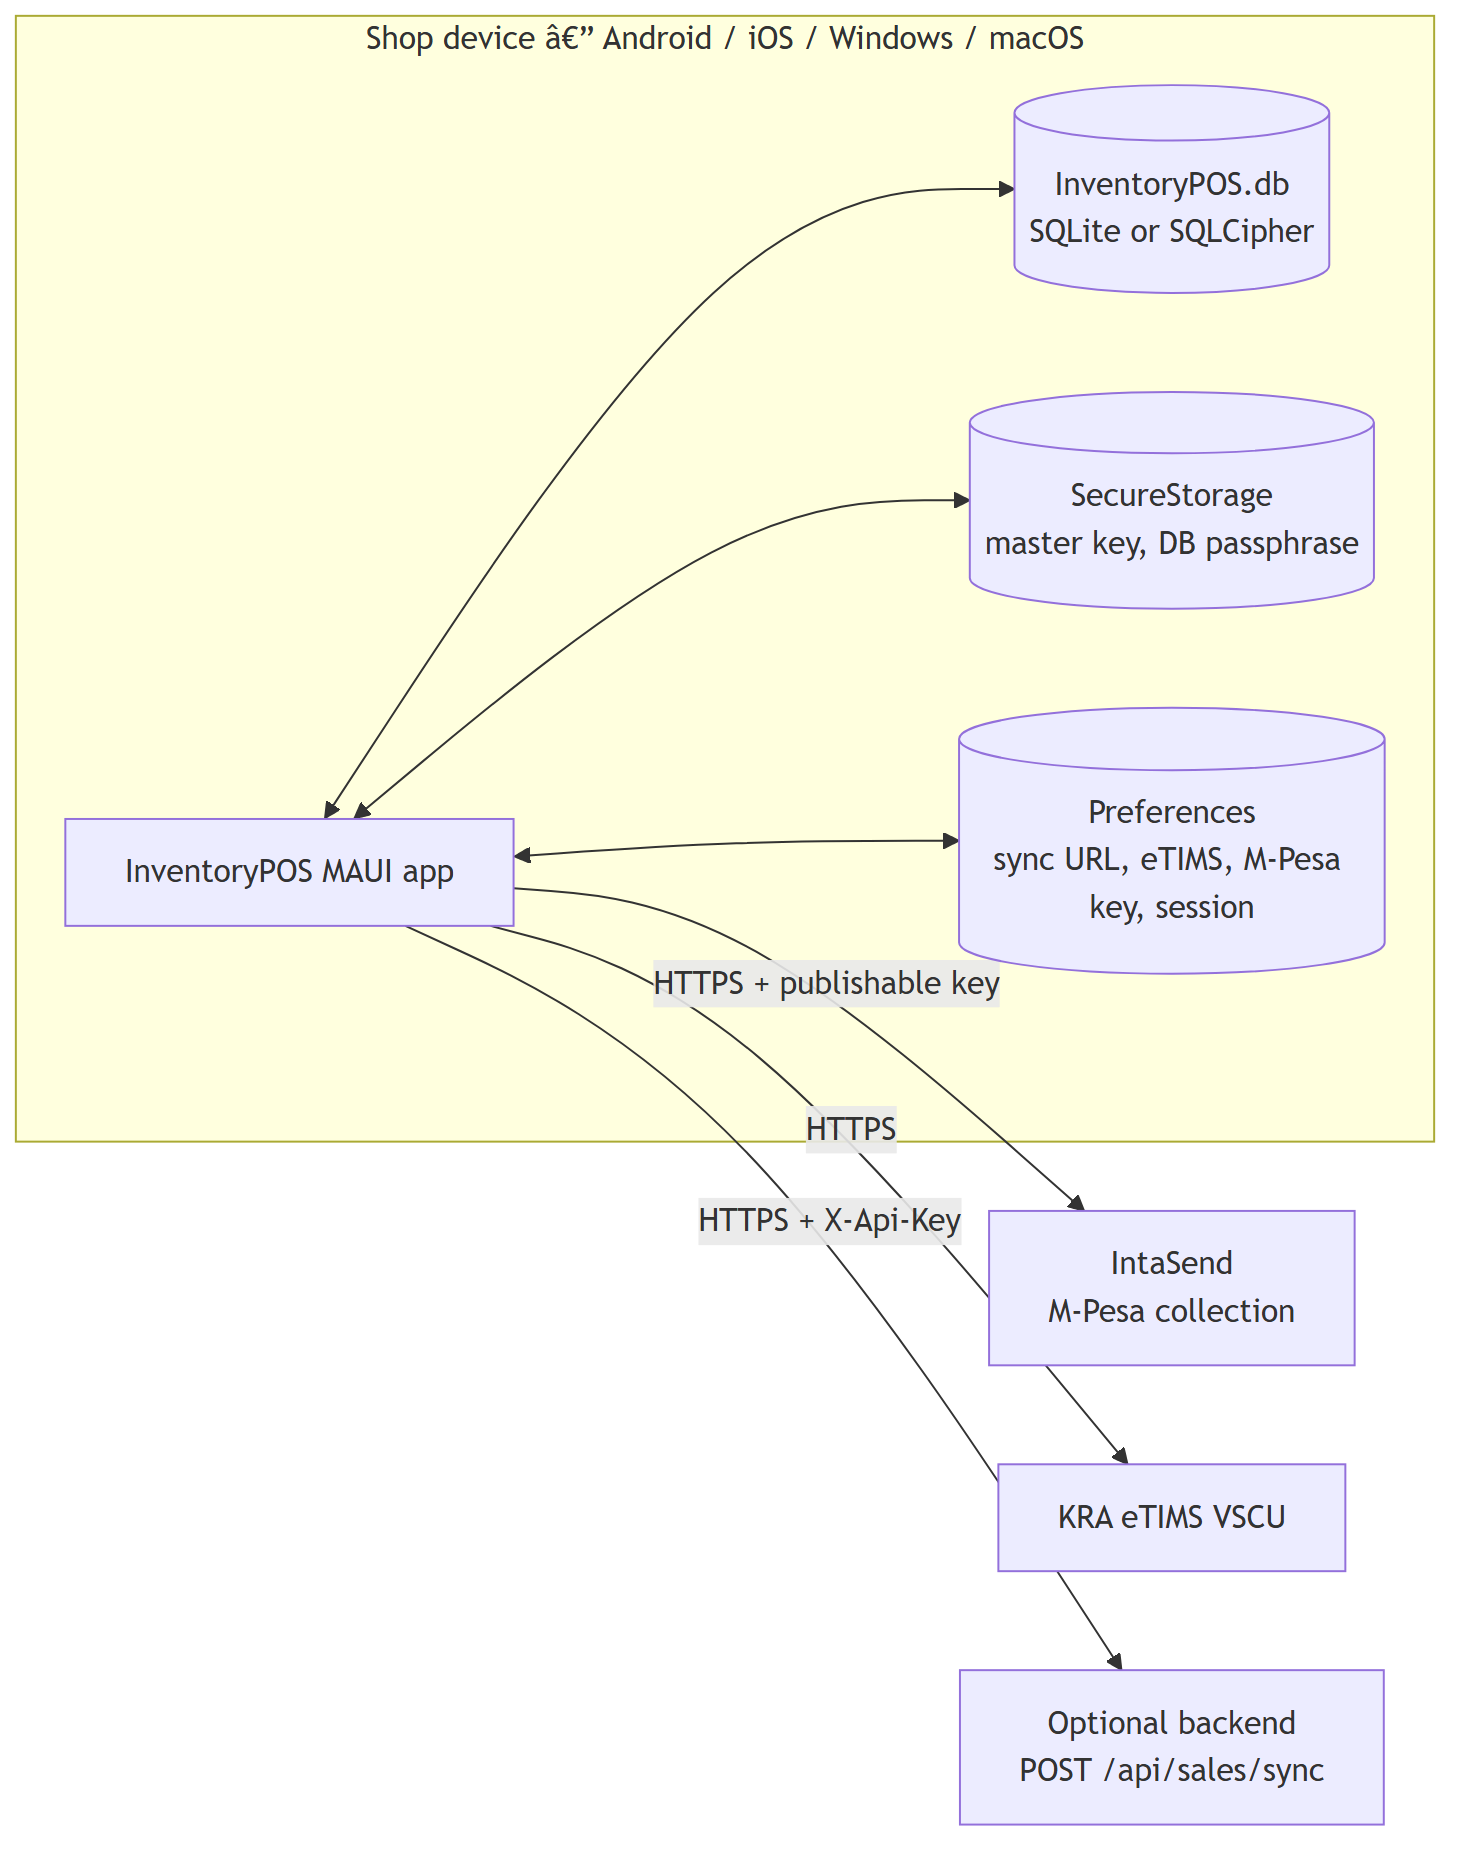 Shop device â€” Android / iOS / Windows / macOS
InventoryPOS.db
SQLite or SQLCipher
SecureStorage
master key, DB passphrase
Preferences
sync URL, eTIMS, M-Pesa
key, session
InventoryPOS MAUI app
HTTPS + publishable key
HTTPS
HTTPS + X-Api-Key
IntaSend
M-Pesa collection
KRA eTIMS VSCU
Optional backend
POST /api/sales/sync